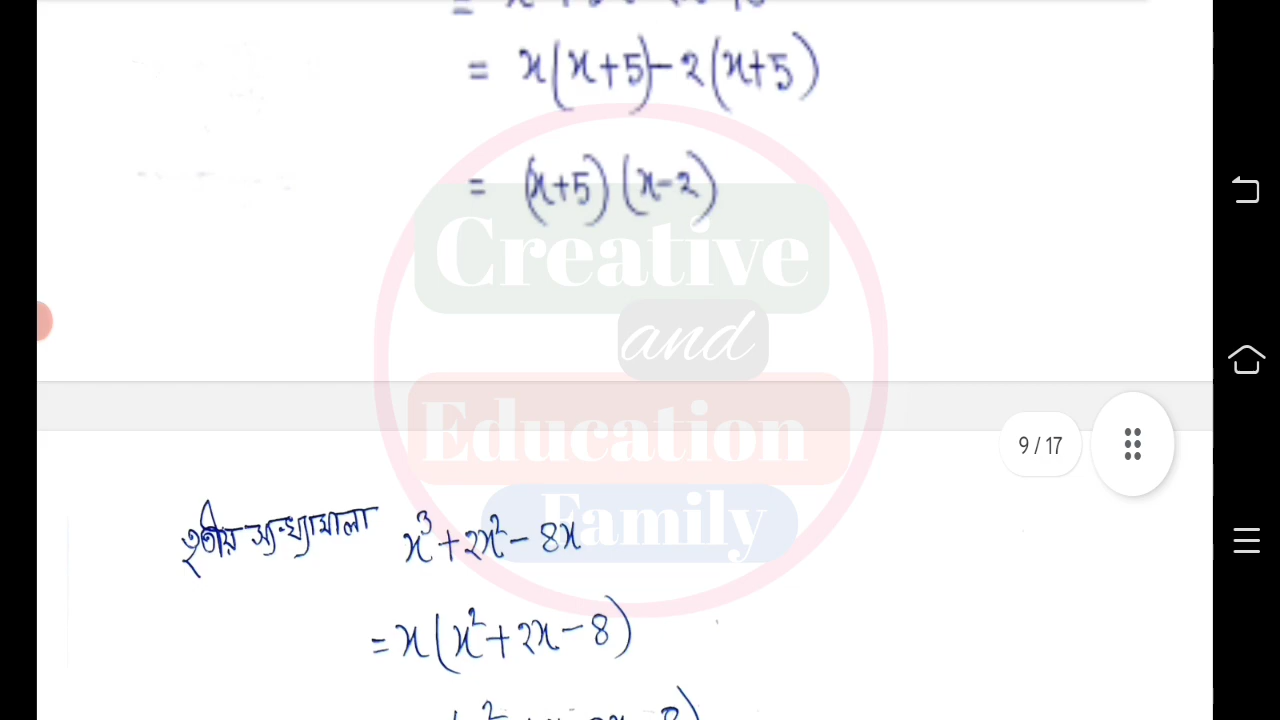 = x(x+5)-2(x+5)
= (x+5)(x-2)
Creative
and
Education
Family
9 / 17
তৃতীয় সংখ্যামালা x³+2x²-8x
= x(x²+2x-8)